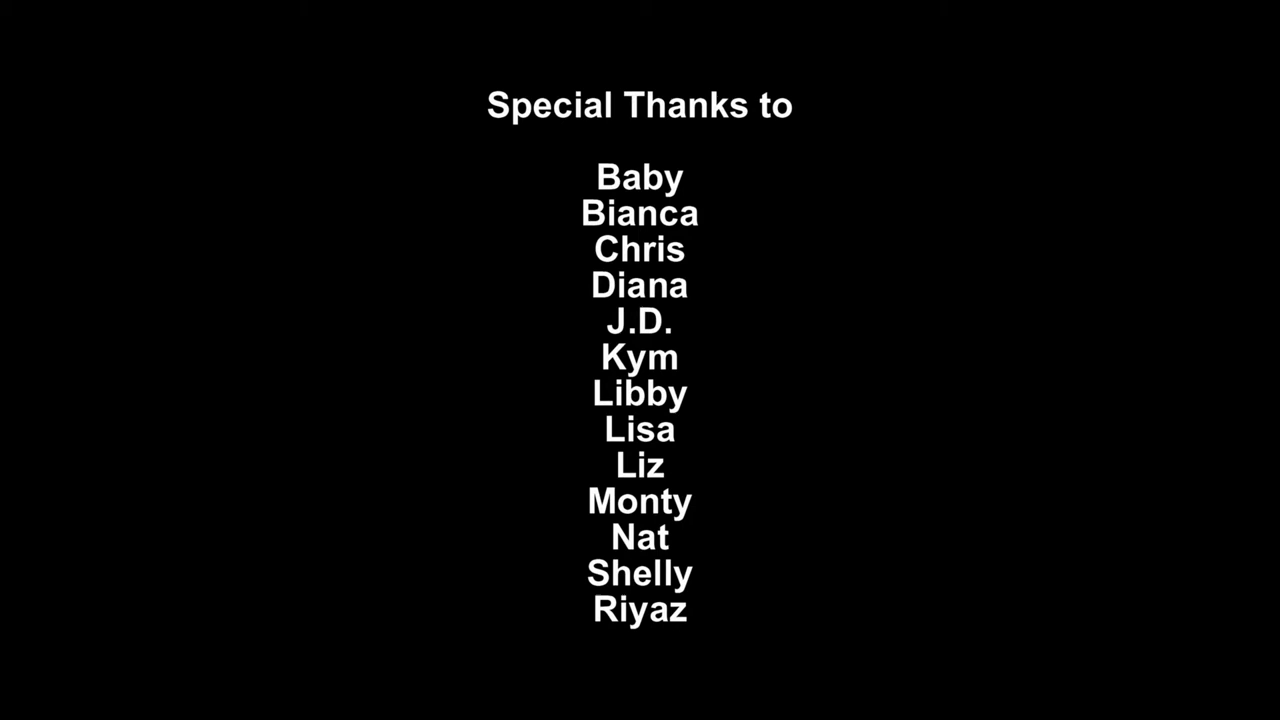 Special Thanks to
Baby
Bianca
Chris
Diana
J.D.
Kym
Libby
Lisa
Liz
Monty
Nat
Shelly
Riyaz